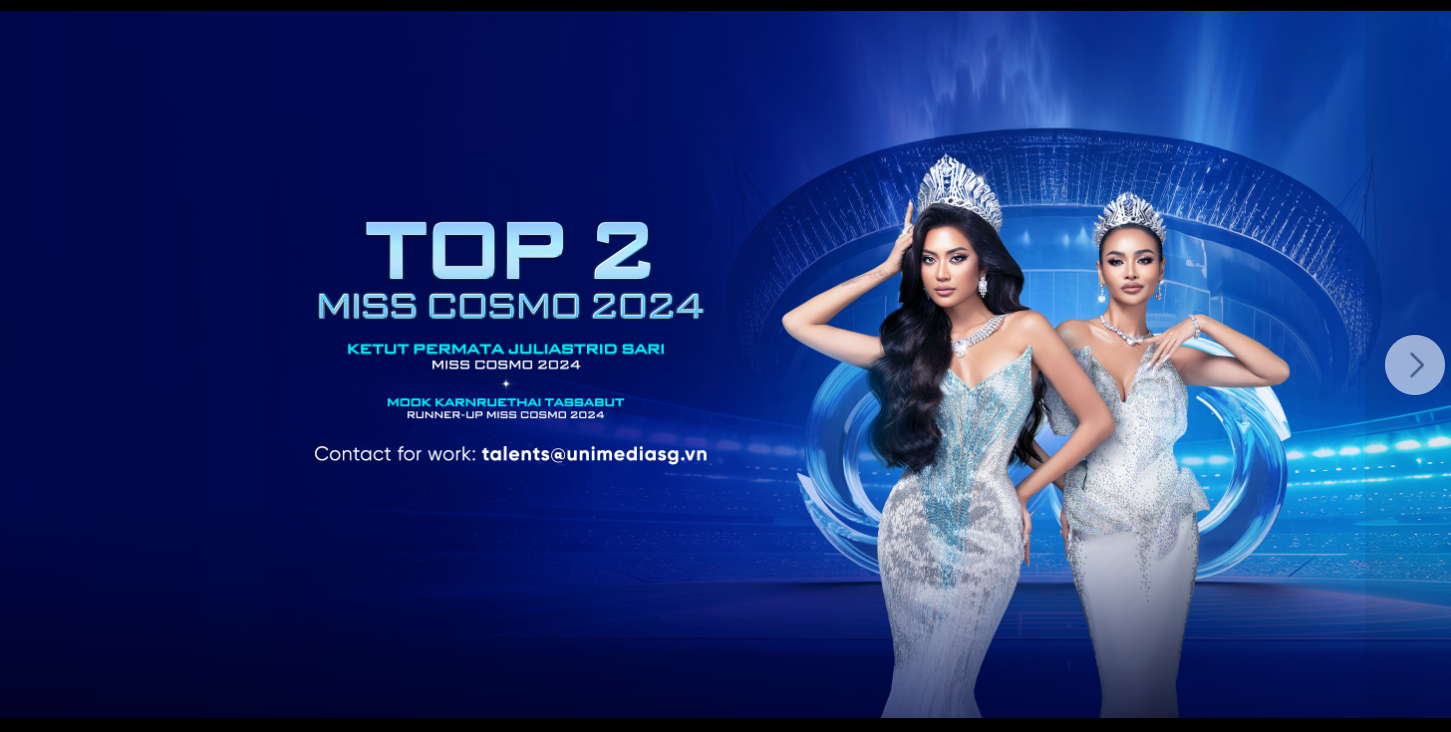 TOP 2
MISS COSMO 2024
KETUT PERMATA JULIASTRID SARI
MISS COSMO 2024
MOOK KARNRUETHAI TASSABUT
RUNNER-UP MISS COSMO 2024
Contact for work: talents@unimediasg.vn